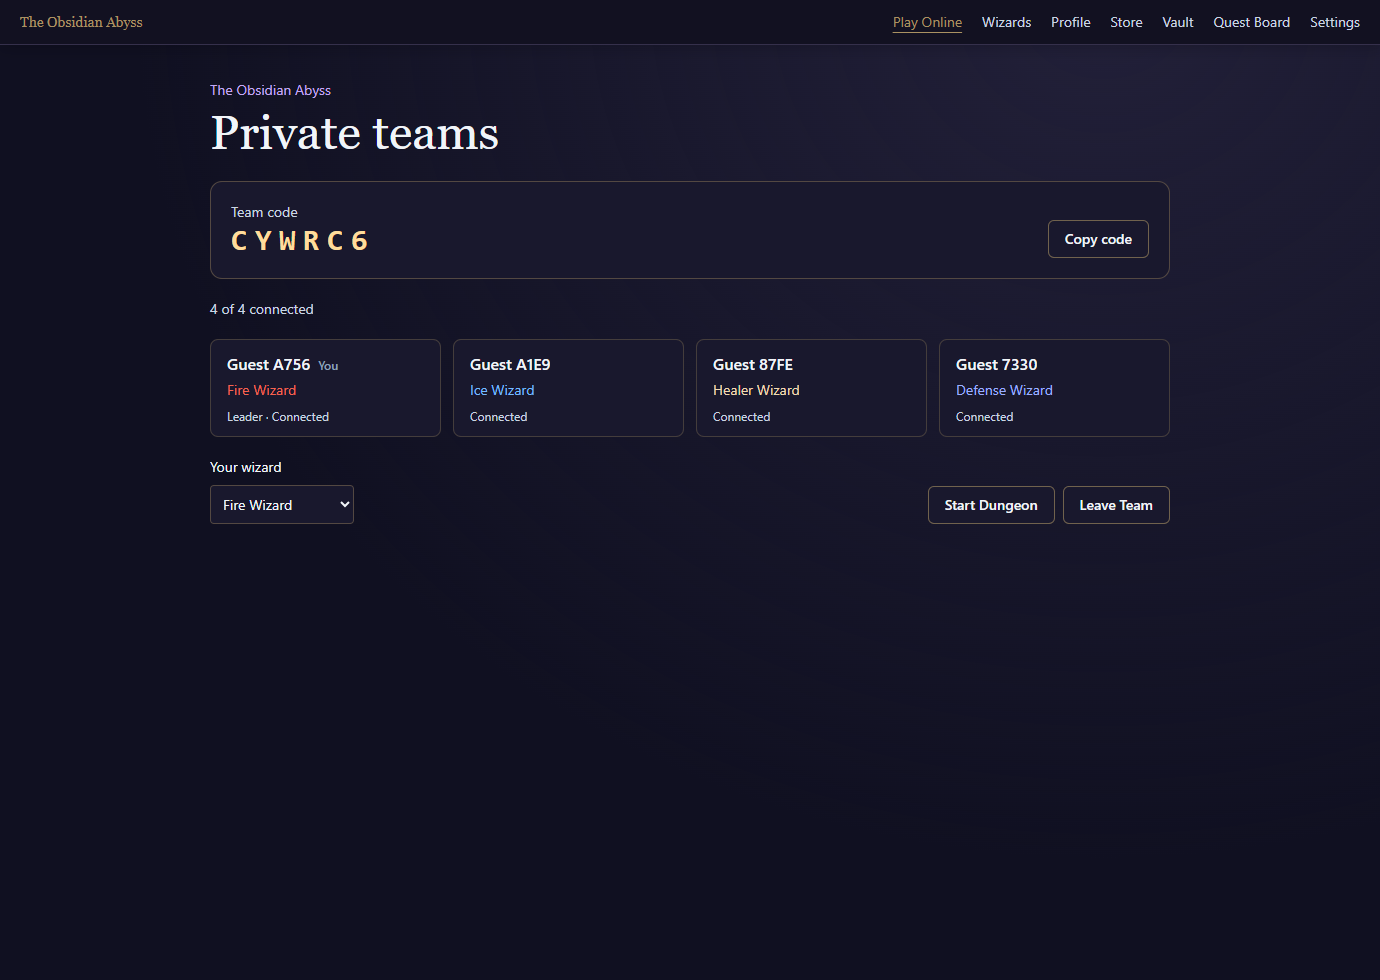 The Obsidian Abyss
Play Online Wizards Profile Store Vault Quest Board Settings
The Obsidian Abyss
Private teams
Team code
CYWRC6
Copy code
4 of 4 connected
Guest A756 You
Fire Wizard
Leader · Connected
Guest A1E9
Ice Wizard
Connected
Guest 87FE
Healer Wizard
Connected
Guest 7330
Defense Wizard
Connected
Your wizard
Fire Wizard
Start Dungeon
Leave Team